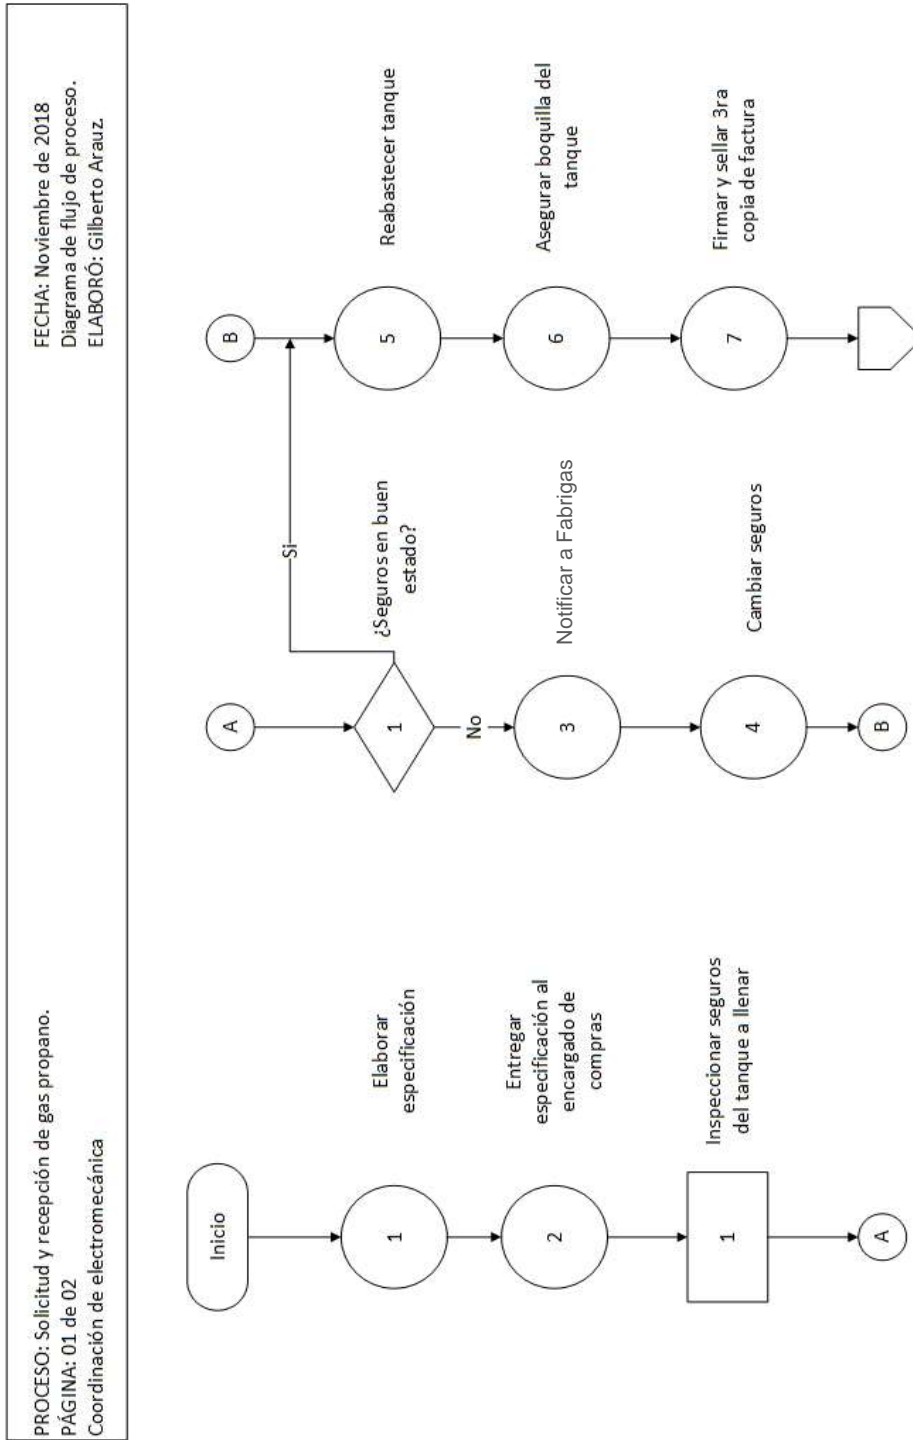 PROCESO: Solicitud y recepción de gas propano.
PÁGINA: 01 de 02
Coordinación de electromecánica
FECHA: Noviembre de 2018
Diagrama de flujo de proceso.
ELABORÓ: Gilberto Arauz.
Inicio
1
Elaborar
especificación
2
Entregar
especificación al
encargado de
compras
1
Inspeccionar seguros
del tanque a llenar
A
A
1
¿Seguros en buen
estado?
Si
No
3
Notificar a Fabrigas
4
Cambiar seguros
B
B
5
Reabastecer tanque
6
Asegurar boquilla del
tanque
7
Firmar y sellar 3ra
copia de factura